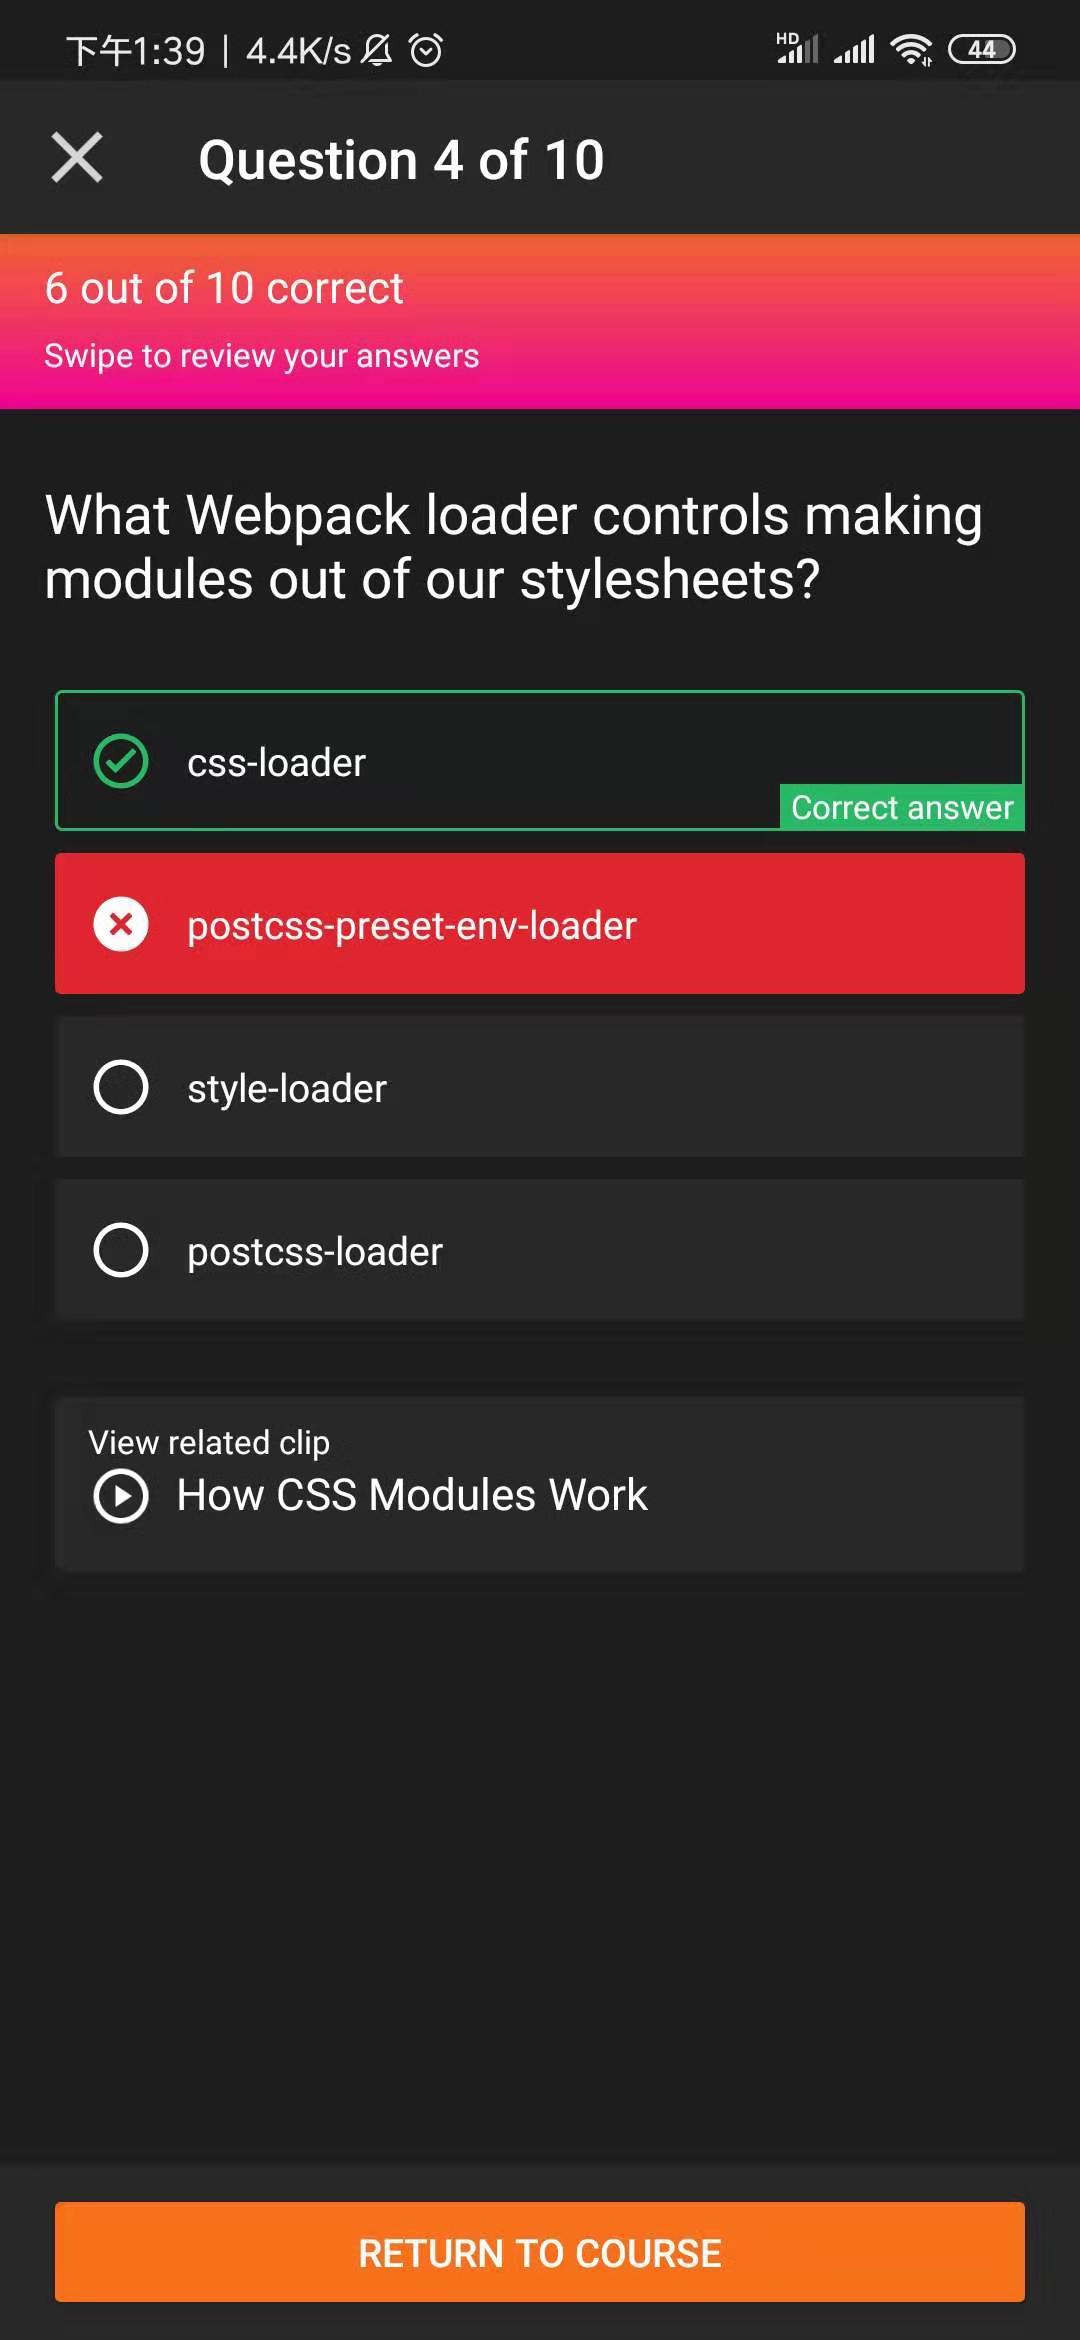 下午1:39 | 4.4K/s
HD
44
Question 4 of 10
6 out of 10 correct
Swipe to review your answers
What Webpack loader controls making
modules out of our stylesheets?
css-loader
Correct answer
postcss-preset-env-loader
style-loader
postcss-loader
View related clip
How CSS Modules Work
RETURN TO COURSE